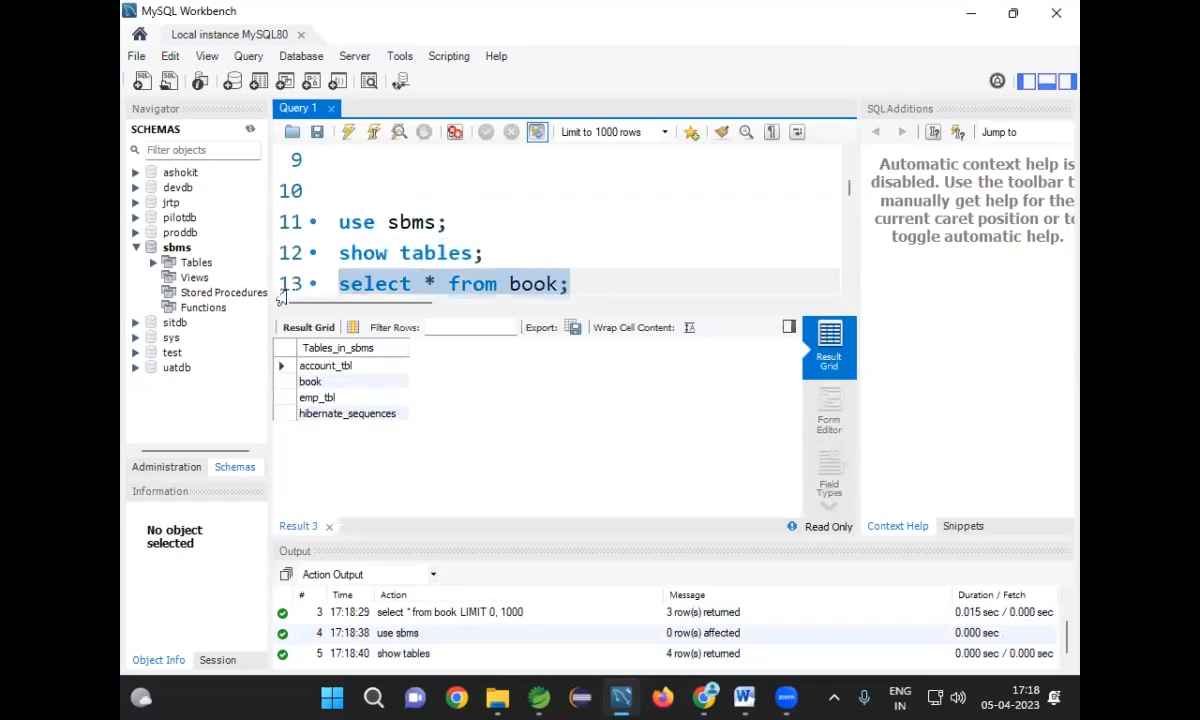 MySQL Workbench
Local instance MySQL80
File Edit View Query Database Server Tools Scripting Help
Navigator
SCHEMAS
Filter objects
ashokit
devdb
jrtp
pilotdb
proddb
sbms
Tables
Views
Stored Procedures
Functions
sitdb
sys
test
uatdb
Administration Schemas
Information
No object
selected
Object Info Session
Query 1
Limit to 1000 rows
9
10
11 use sbms;
12 show tables;
13 select * from book;
Result Grid Filter Rows: Export: Wrap Cell Content:
Tables_in_sbms
account_tbl
book
emp_tbl
hibernate_sequences
Result
Grid
Form
Editor
Field
Types
Result 3 Read Only
SQLAdditions
Jump to
Automatic context help is
disabled. Use the toolbar t
manually get help for the
current caret position or to
toggle automatic help.
Context Help Snippets
Output
Action Output
# Time Action Message Duration / Fetch
3 17:18:29 select * from book LIMIT 0, 1000 3 row(s) returned 0.015 sec / 0.000 sec
4 17:18:38 use sbms 0 row(s) affected 0.000 sec
5 17:18:40 show tables 4 row(s) returned 0.000 sec / 0.000 sec
zoom
ENG
IN
17:18
05-04-2023